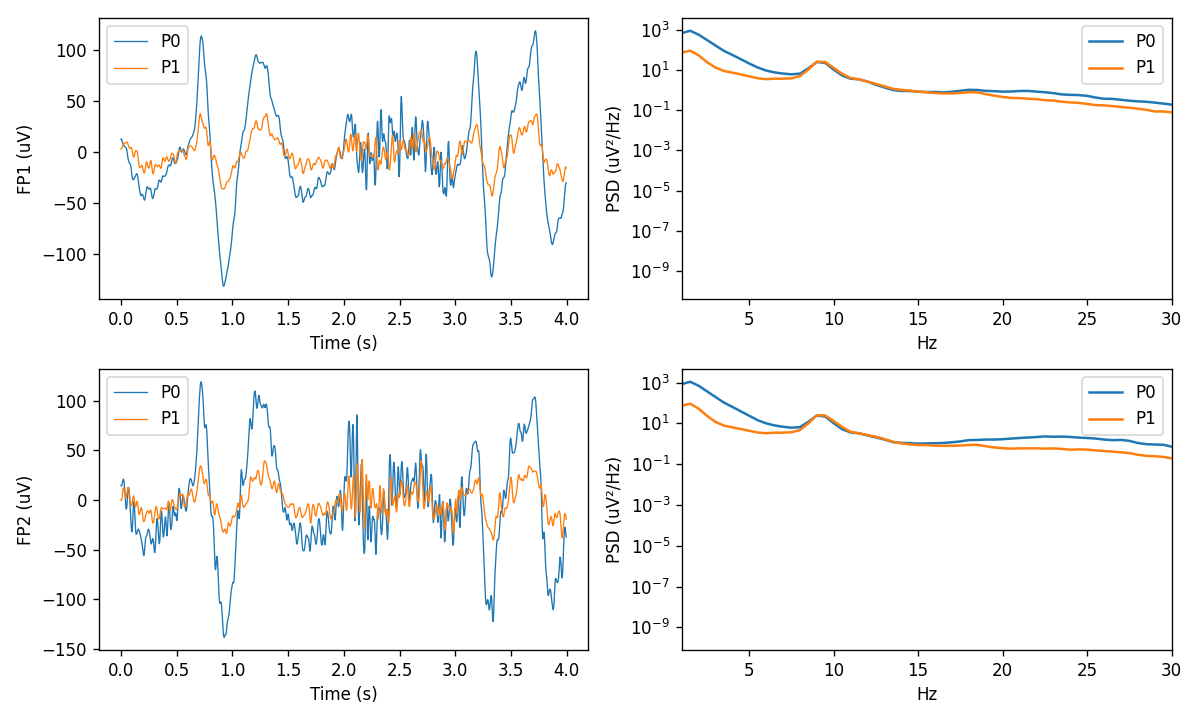 FP1 (uV)
100
50
0
−50
−100
P0
P1
0.0 0.5 1.0 1.5 2.0 2.5 3.0 3.5 4.0
Time (s)
PSD (uV²/Hz)
10³
10¹
10⁻¹
10⁻³
10⁻⁵
10⁻⁷
10⁻⁹
P0
P1
5 10 15 20 25 30
Hz
FP2 (uV)
100
50
0
−50
−100
−150
P0
P1
0.0 0.5 1.0 1.5 2.0 2.5 3.0 3.5 4.0
Time (s)
PSD (uV²/Hz)
10³
10¹
10⁻¹
10⁻³
10⁻⁵
10⁻⁷
10⁻⁹
P0
P1
5 10 15 20 25 30
Hz